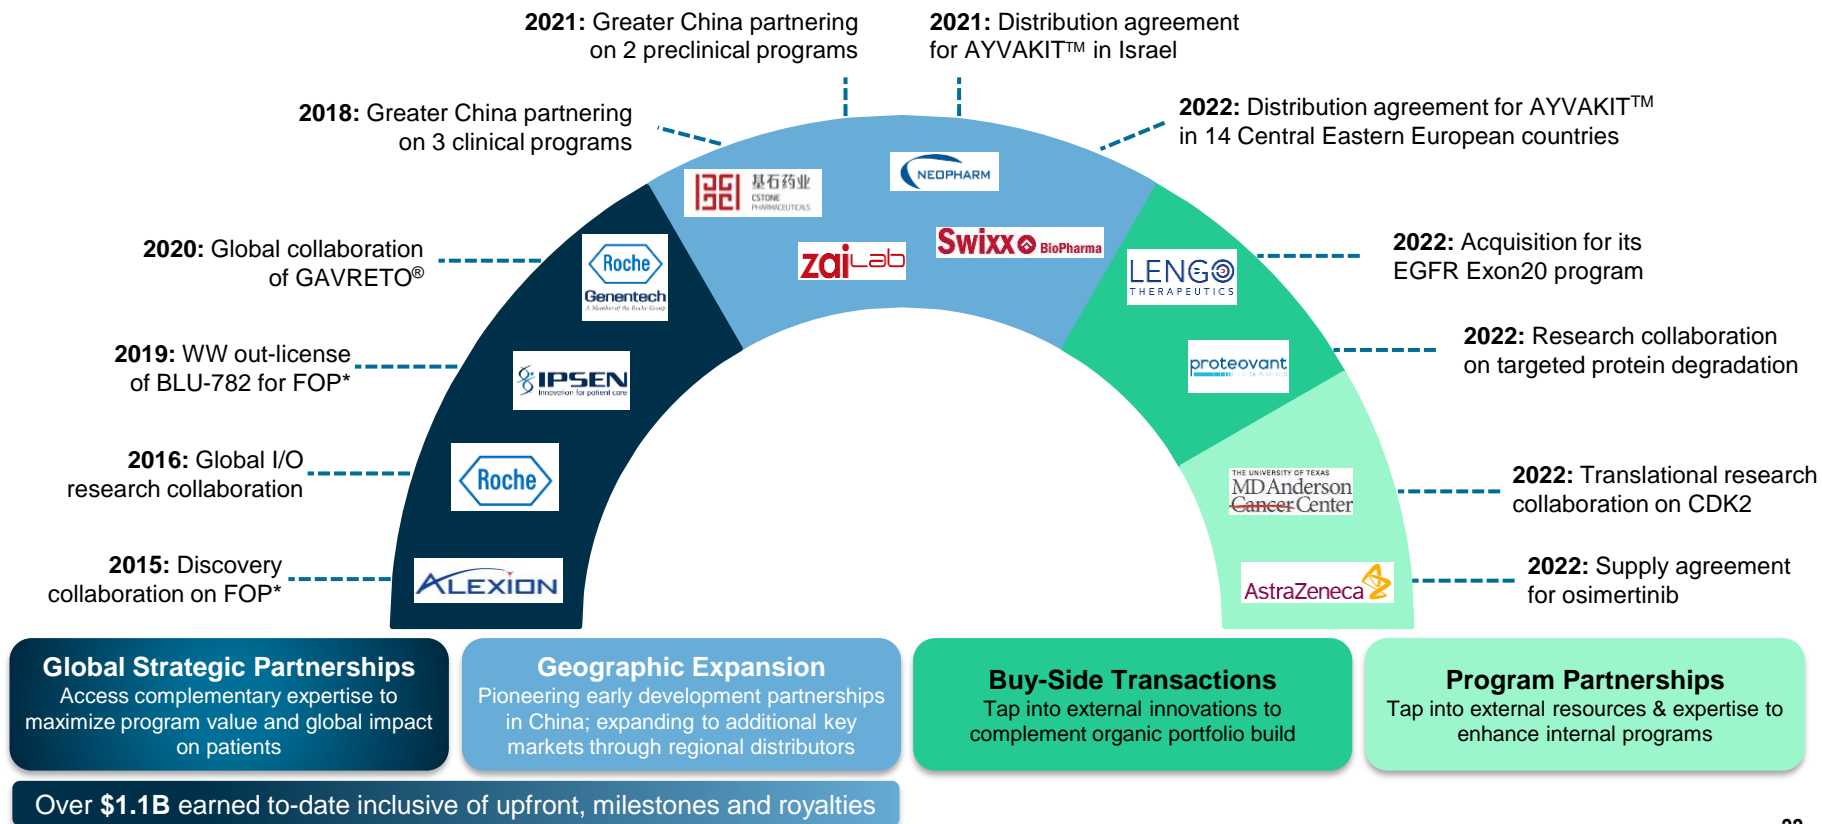 2021: Greater China partnering
on 2 preclinical programs
2021: Distribution agreement
for AYVAKIT™ in Israel
2018: Greater China partnering
on 3 clinical programs
2022: Distribution agreement for AYVAKIT™
in 14 Central Eastern European countries
基石药业
CSTONE
PHARMACEUTICALS
NEOPHARM
zaiLab
Swixx BioPharma
2020: Global collaboration
of GAVRETO®
Roche
Genentech
A Member of the Roche Group
LENGO
THERAPEUTICS
2022: Acquisition for its
EGFR Exon20 program
2019: WW out-license
of BLU-782 for FOP*
IPSEN
Innovation for patient care
proteovant
2022: Research collaboration
on targeted protein degradation
2016: Global I/O
research collaboration
Roche
THE UNIVERSITY OF TEXAS
MD Anderson
Cancer Center
2022: Translational research
collaboration on CDK2
2015: Discovery
collaboration on FOP*
ALEXION
AstraZeneca
2022: Supply agreement
for osimertinib
Global Strategic Partnerships
Access complementary expertise to
maximize program value and global impact
on patients
Geographic Expansion
Pioneering early development partnerships
in China; expanding to additional key
markets through regional distributors
Buy-Side Transactions
Tap into external innovations to
complement organic portfolio build
Program Partnerships
Tap into external resources & expertise to
enhance internal programs
Over $1.1B earned to-date inclusive of upfront, milestones and royalties